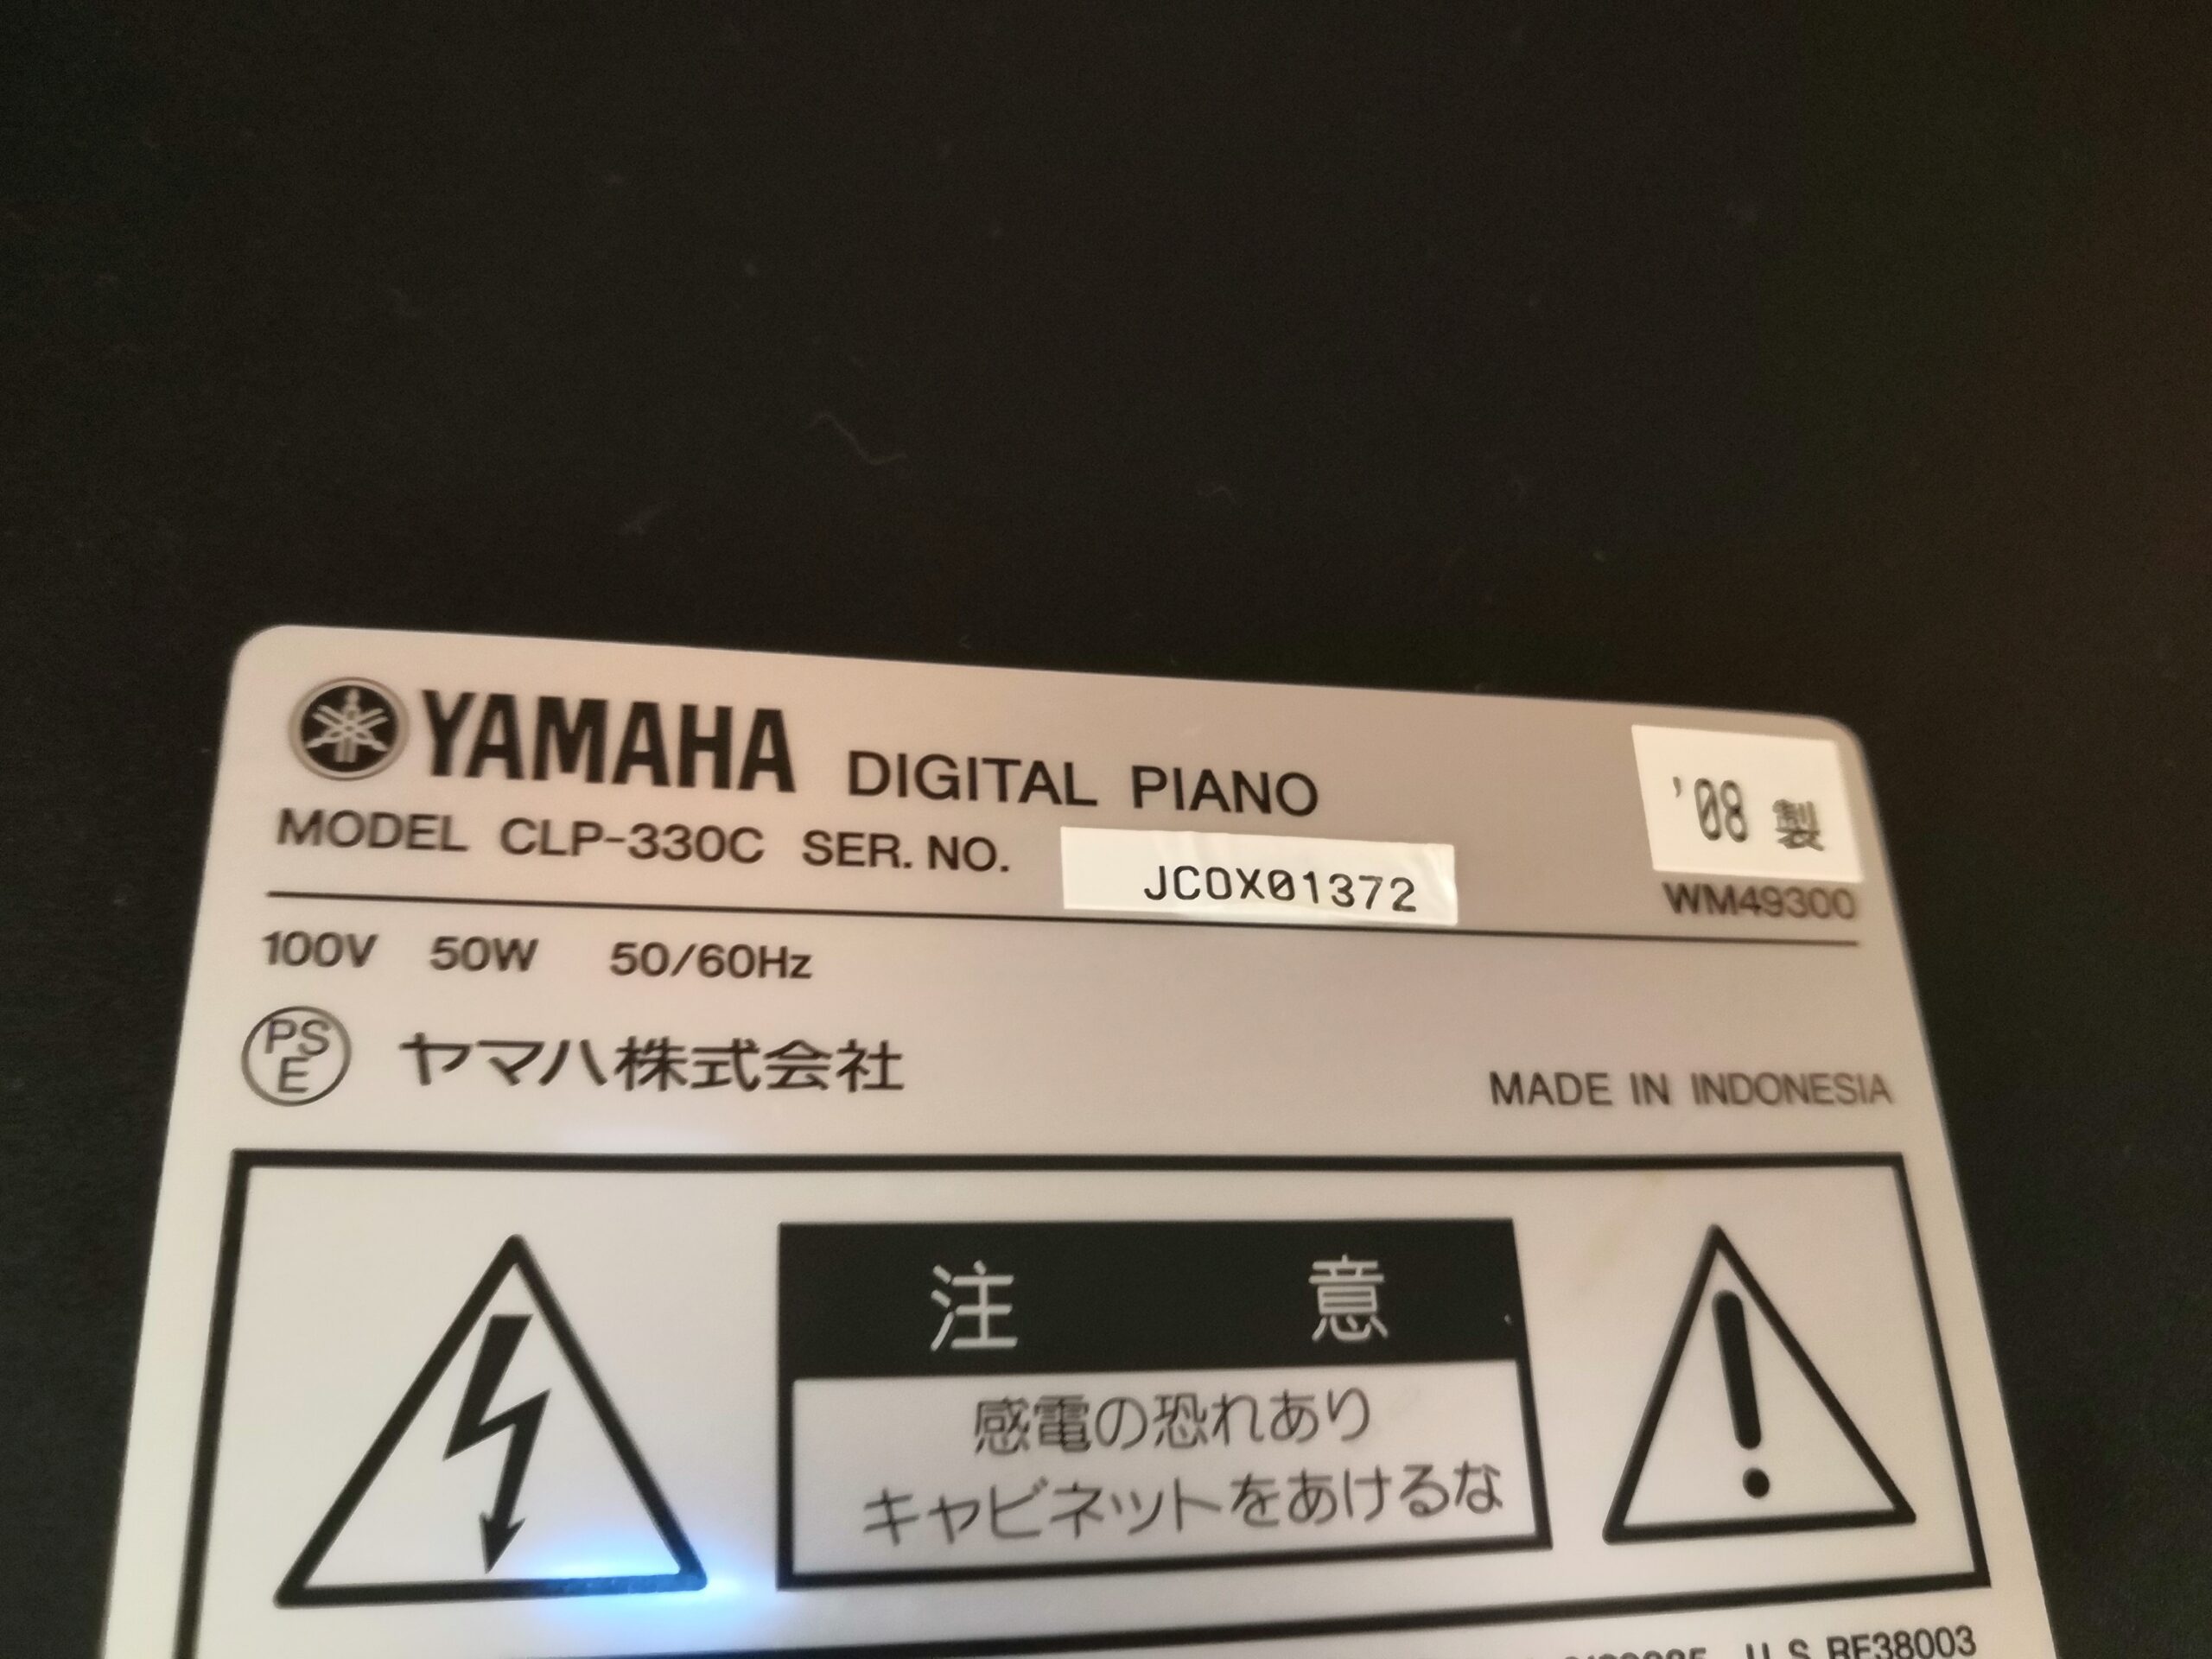 YAMAHA DIGITAL PIANO
'08 製
MODEL CLP-330C SER. NO. JCOX01372
WM49300
100V 50W 50/60Hz
PSE ヤマハ株式会社
MADE IN INDONESIA
注意
感電の恐れあり
キャビネットをあけるな
U.S.RE38003